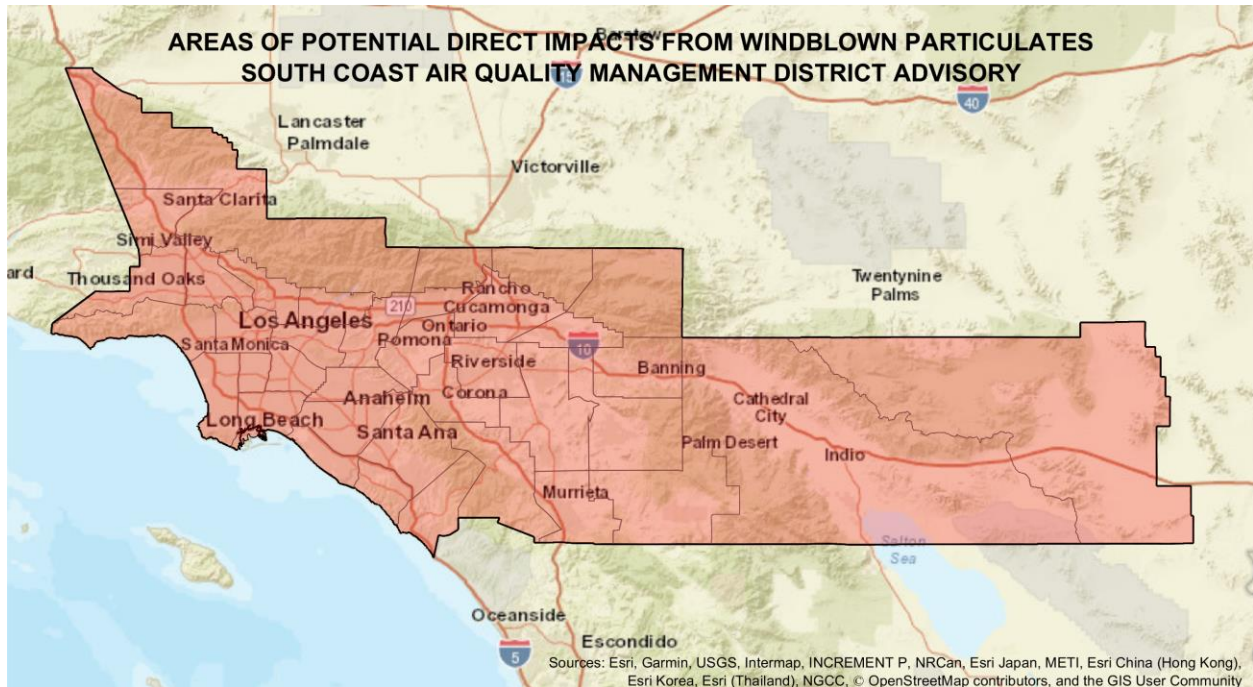 AREAS OF POTENTIAL DIRECT IMPACTS FROM WINDBLOWN PARTICULATES
Barstow
SOUTH COAST AIR QUALITY MANAGEMENT DISTRICT ADVISORY
15
40
Lancaster
Palmdale
Victorville
Santa Clarita
Simi Valley
ard
Thousand Oaks
Twentynine
Palms
Rancho
Cucamonga
210
Los Angeles
Ontario
Santa Monica
Pomona
10
Riverside
Banning
Anaheim
Corona
Cathedral
City
Long Beach
Santa Ana
Palm Desert
Indio
Murrieta
Salton
Sea
Oceanside
Escondido
5
Sources: Esri, Garmin, USGS, Intermap, INCREMENT P, NRCan, Esri Japan, METI, Esri China (Hong Kong),
Esri Korea, Esri (Thailand), NGCC, © OpenStreetMap contributors, and the GIS User Community